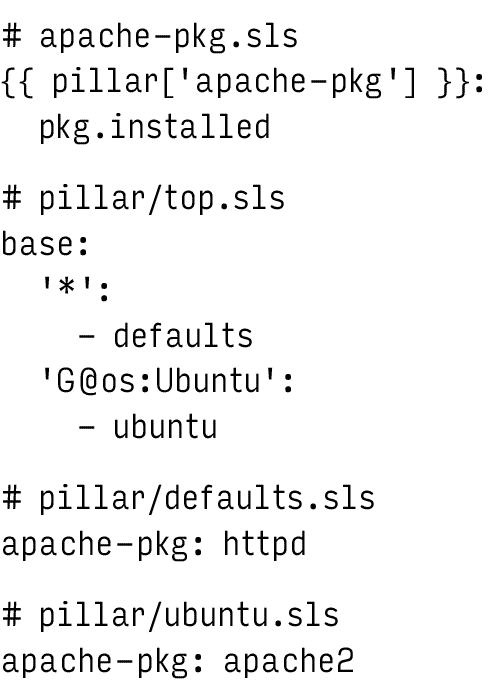 # apache-pkg.sls
{{ pillar['apache-pkg'] }}:
  pkg.installed

# pillar/top.sls
base:
  '*':
    - defaults
  'G@os:Ubuntu':
    - ubuntu

# pillar/defaults.sls
apache-pkg: httpd

# pillar/ubuntu.sls
apache-pkg: apache2